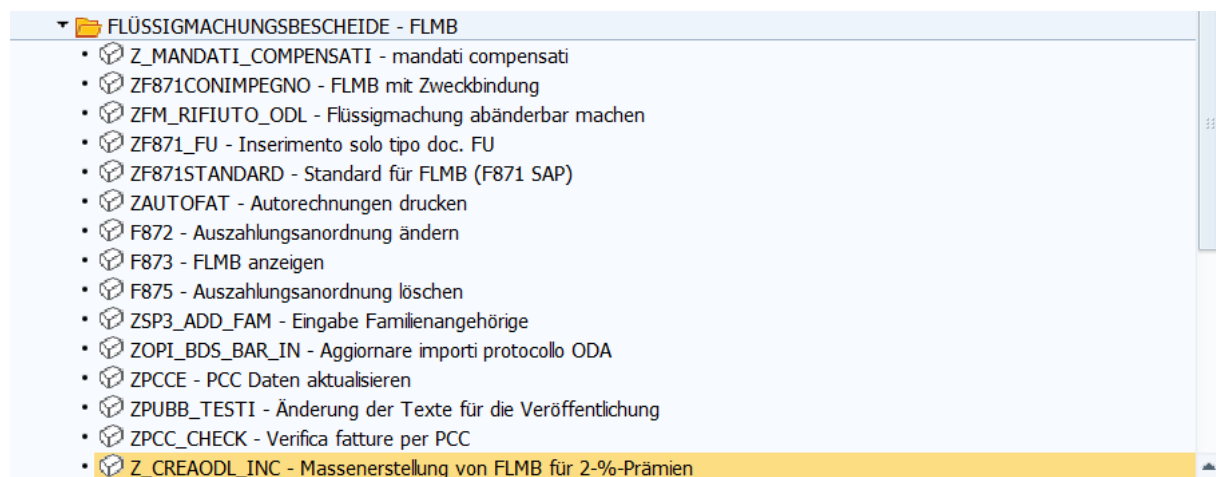 FLÜSSIGMACHUNGSBESCHEIDE - FLMB
Z_MANDATI_COMPENSATI - mandati compensati
ZF871CONIMPEGNO - FLMB mit Zweckbindung
ZFM_RIFIUTO_ODL - Flüssigmachung abänderbar machen
ZF871_FU - Inserimento solo tipo doc. FU
ZF871STANDARD - Standard für FLMB (F871 SAP)
ZAUTOFAT - Autorechnungen drucken
F872 - Auszahlungsanordnung ändern
F873 - FLMB anzeigen
F875 - Auszahlungsanordnung löschen
ZSP3_ADD_FAM - Eingabe Familienangehörige
ZOPI_BDS_BAR_IN - Aggiornare importi protocollo ODA
ZPCCE - PCC Daten aktualisieren
ZPUBB_TESTI - Änderung der Texte für die Veröffentlichung
ZPCC_CHECK - Verifica fatture per PCC
Z_CREAODL_INC - Massenerstellung von FLMB für 2-%-Prämien